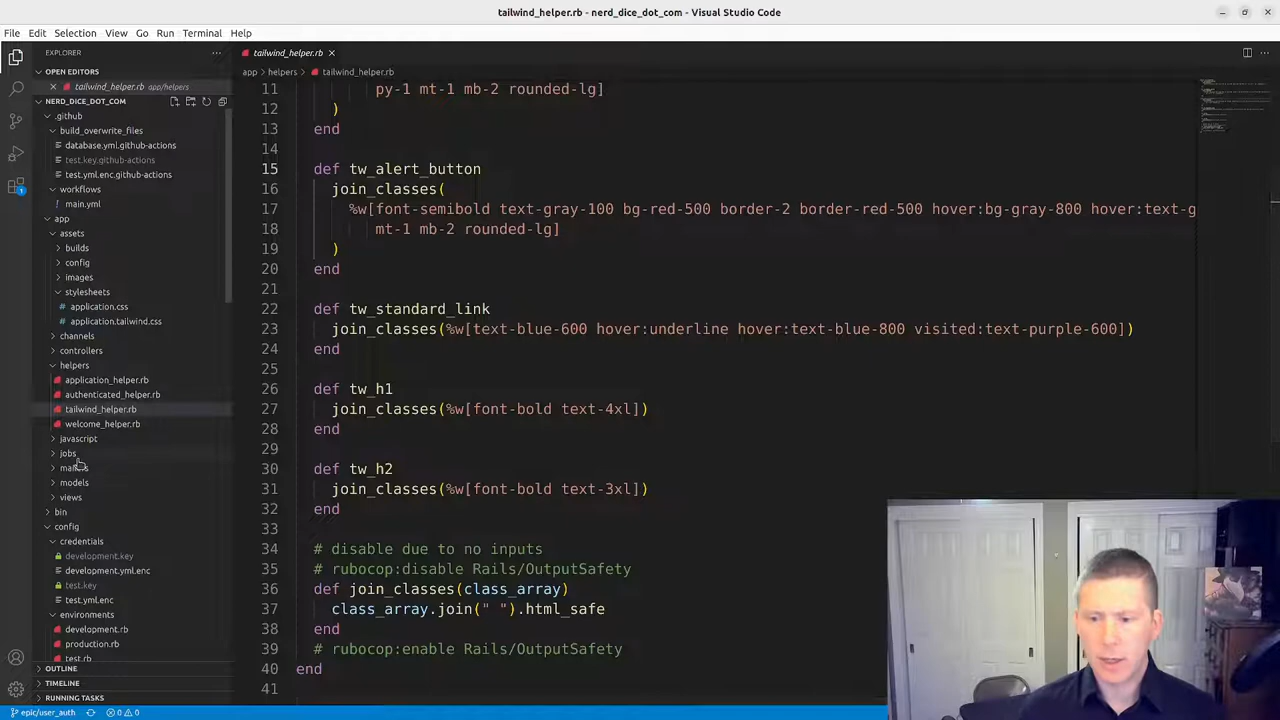 tailwind_helper.rb - nerd_dice_dot_com - Visual Studio Code
File Edit Selection View Go Run Terminal Help
EXPLORER
OPEN EDITORS
tailwind_helper.rb app/helpers
NERD_DICE_DOT_COM
.github
build_overwrite_files
database.yml.github-actions
test.key.github-actions
test.yml.enc.github-actions
workflows
main.yml
app
assets
builds
config
images
stylesheets
application.css
application.tailwind.css
channels
controllers
helpers
application_helper.rb
authenticated_helper.rb
tailwind_helper.rb
welcome_helper.rb
javascript
jobs
models
views
bin
config
credentials
development.key
development.yml.enc
test.key
test.yml.enc
environments
development.rb
production.rb
test.rb
OUTLINE
TIMELINE
RUNNING TASKS
epic/user_auth 0 0
tailwind_helper.rb
app > helpers > tailwind_helper.rb
11 py-1 mt-1 mb-2 rounded-lg]
12 )
13 end
14
15 def tw_alert_button
16 join_classes(
17 %w[font-semibold text-gray-100 bg-red-500 border-2 border-red-500 hover:bg-gray-800 hover:text-g
18 mt-1 mb-2 rounded-lg]
19 )
20 end
21
22 def tw_standard_link
23 join_classes(%w[text-blue-600 hover:underline hover:text-blue-800 visited:text-purple-600])
24 end
25
26 def tw_h1
27 join_classes(%w[font-bold text-4xl])
28 end
29
30 def tw_h2
31 join_classes(%w[font-bold text-3xl])
32 end
33
34 # disable due to no inputs
35 # rubocop:disable Rails/OutputSafety
36 def join_classes(class_array)
37 class_array.join(" ").html_safe
38 end
39 # rubocop:enable Rails/OutputSafety
40 end
41